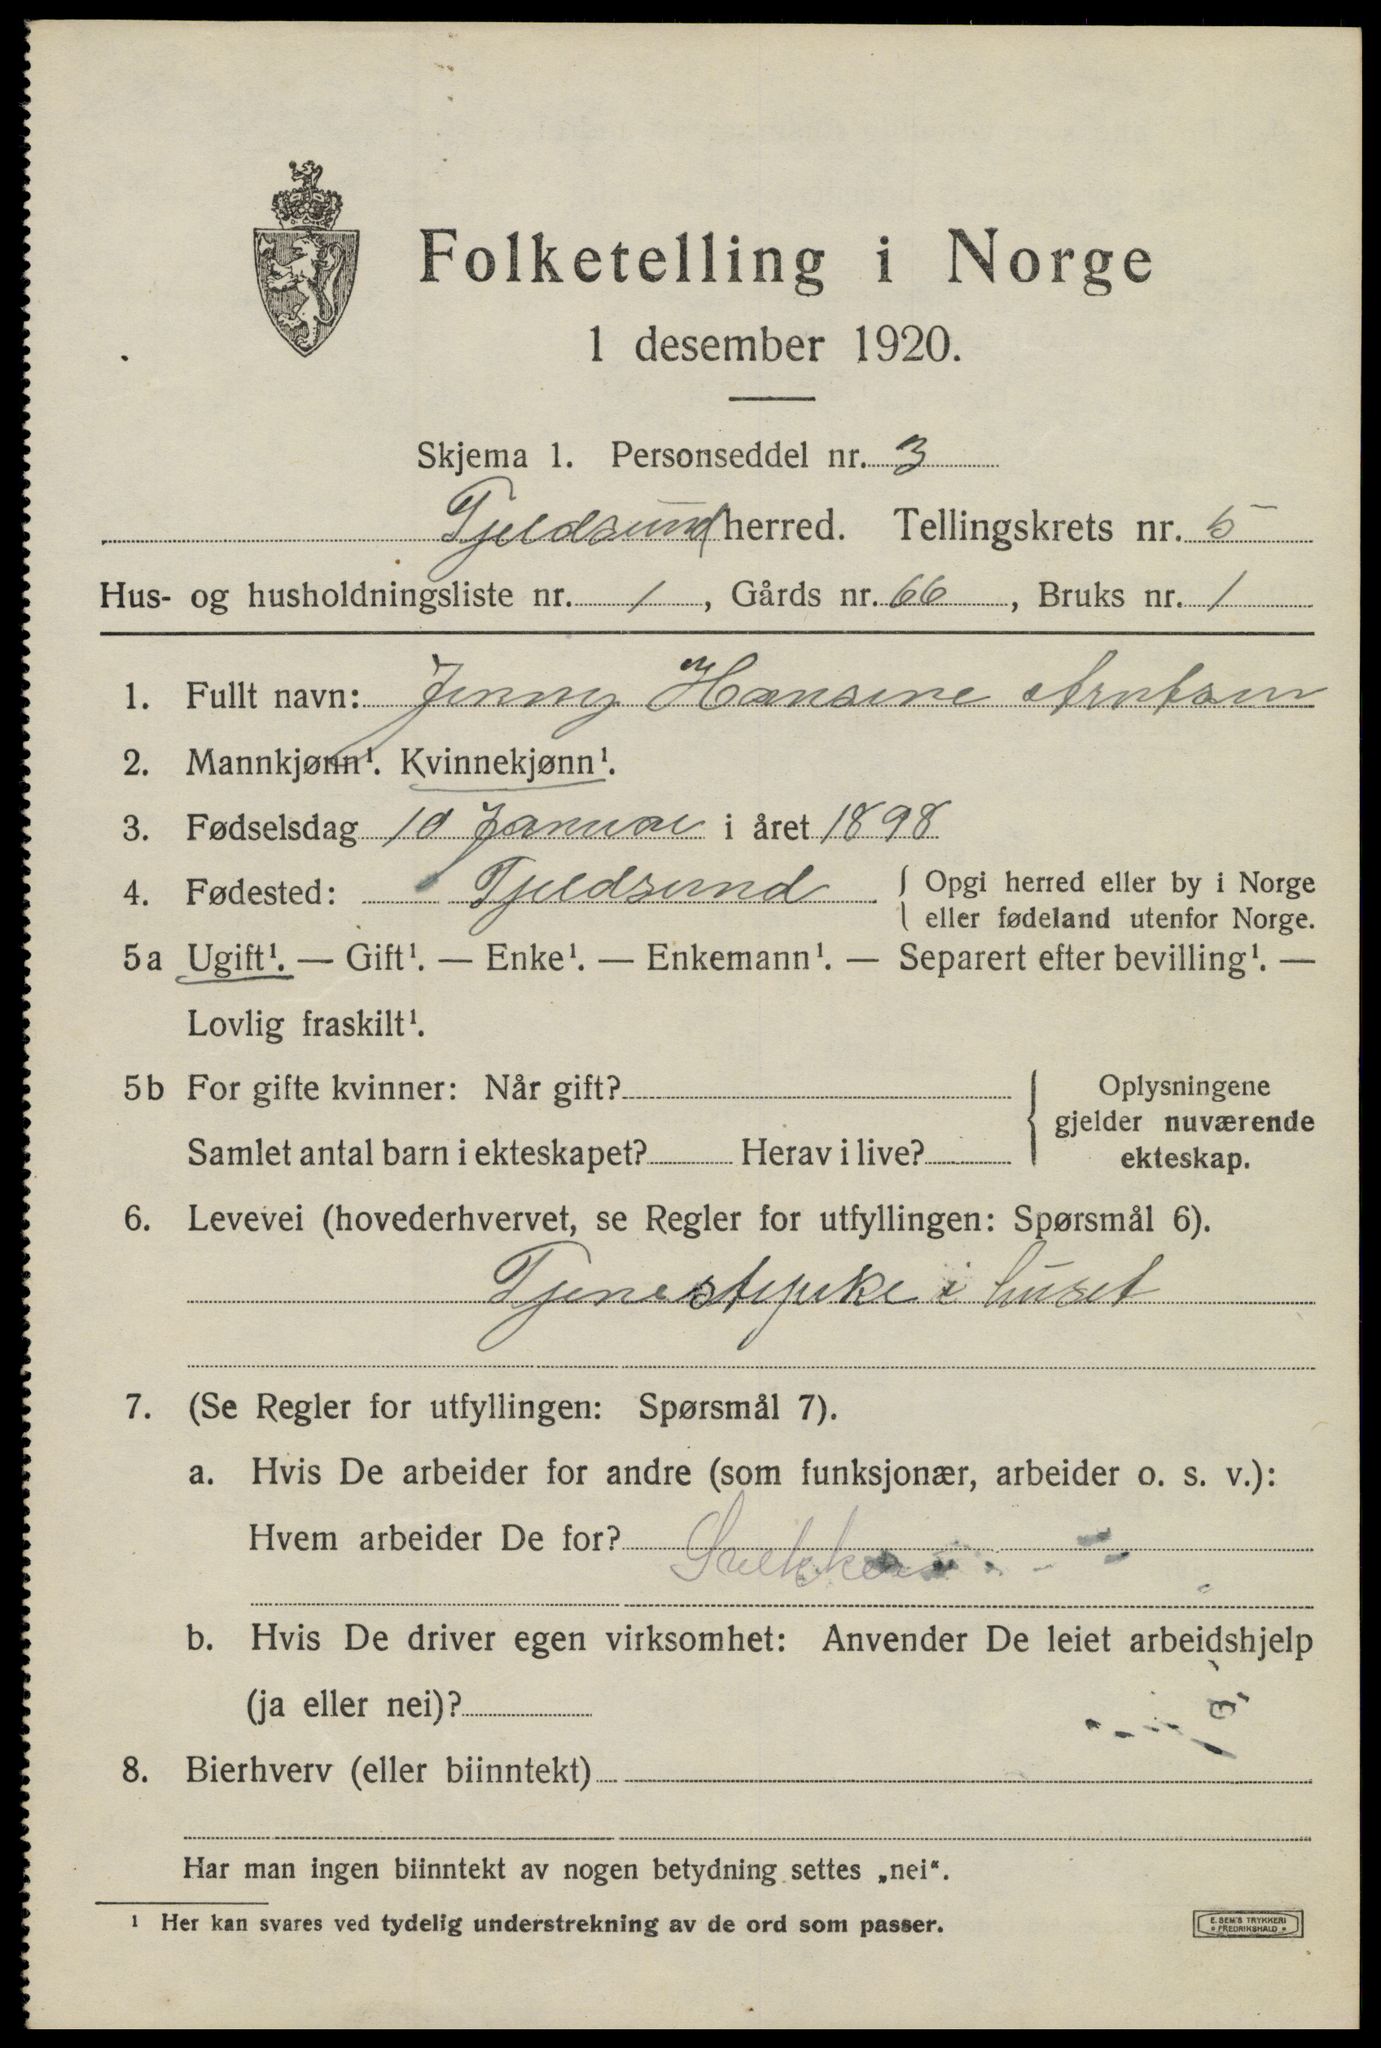 Folketelling i Norge
1 desember 1920.
Skjema 1. Personseddel nr. 3
Tjeldsund herred. Tellingskrets nr. 5
Hus- og husholdningsliste nr. 1, Gårds nr. 66, Bruks nr. 1
1. Fullt navn: Jenny Hansine Arntsen
2. Mannkjønn¹. Kvinnekjønn¹.
3. Fødselsdag 10 Januar i året 1898
4. Fødested: Tjeldsund { Opgi herred eller by i Norge
eller fødeland utenfor Norge.
5a Ugift¹. — Gift¹. — Enke¹. — Enkemann¹. — Separert efter bevilling¹. —
Lovlig fraskilt¹.
5b For gifte kvinner: Når gift?
Samlet antal barn i ekteskapet? Herav i live?
{ Oplysningene
gjelder nuværende
ekteskap.
6. Levevei (hovederhvervet, se Regler for utfyllingen: Spørsmål 6).
Tjenestepike i huset
7. (Se Regler for utfyllingen: Spørsmål 7).
a. Hvis De arbeider for andre (som funksjonær, arbeider o. s. v.):
Hvem arbeider De for?
b. Hvis De driver egen virksomhet: Anvender De leiet arbeidshjelp
(ja eller nei)?
8. Bierhverv (eller biinntekt)
Har man ingen biinntekt av nogen betydning settes „nei“.
¹ Her kan svares ved tydelig understrekning av de ord som passer.
E. SEM'S TRYKKERI
FREDRIKSHALD